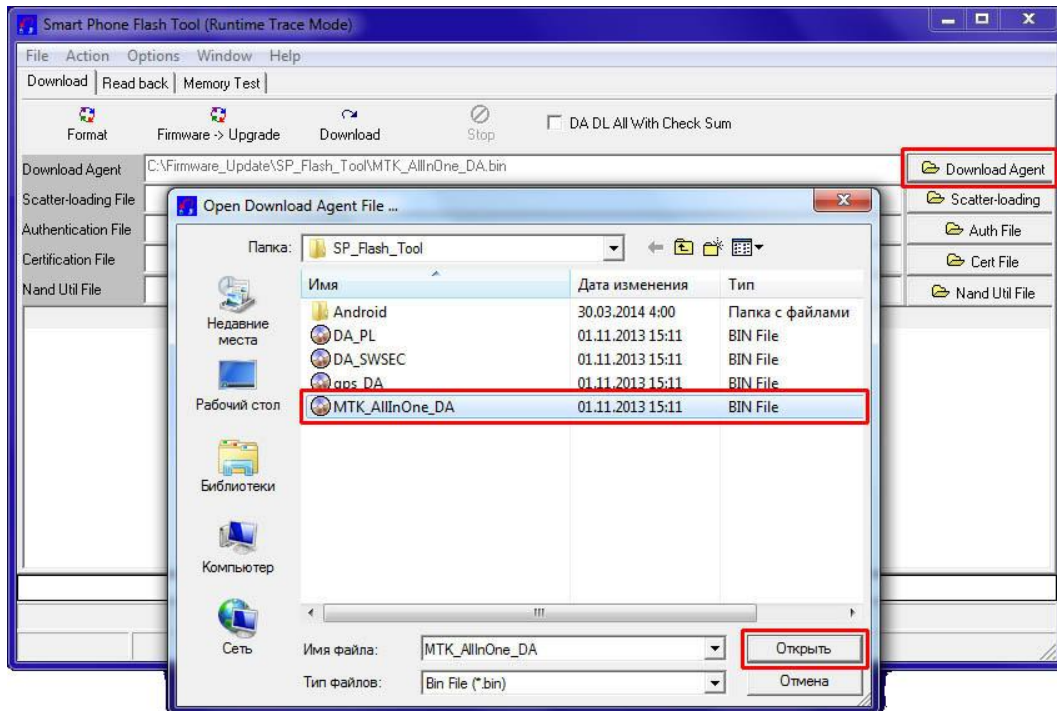 Smart Phone Flash Tool (Runtime Trace Mode)
File Action Options Window Help
Download Read back Memory Test
Format Firmware -> Upgrade Download Stop DA DL All With Check Sum
Download Agent C:\Firmware_Update\SP_Flash_Tool\MTK_AllInOne_DA.bin Download Agent
Scatter-loading File Scatter-loading
Authentication File Auth File
Certification File Cert File
Nand Util File Nand Util File
Open Download Agent File ...
Папка: SP_Flash_Tool
Недавние места
Рабочий стол
Библиотеки
Компьютер
Сеть
Имя Дата изменения Тип
Android 30.03.2014 4:00 Папка с файлами
DA_PL 01.11.2013 15:11 BIN File
DA_SWSEC 01.11.2013 15:11 BIN File
gps_DA 01.11.2013 15:11 BIN File
MTK_AllInOne_DA 01.11.2013 15:11 BIN File
Имя файла: MTK_AllInOne_DA Открыть
Тип файлов: Bin File (*.bin) Отмена